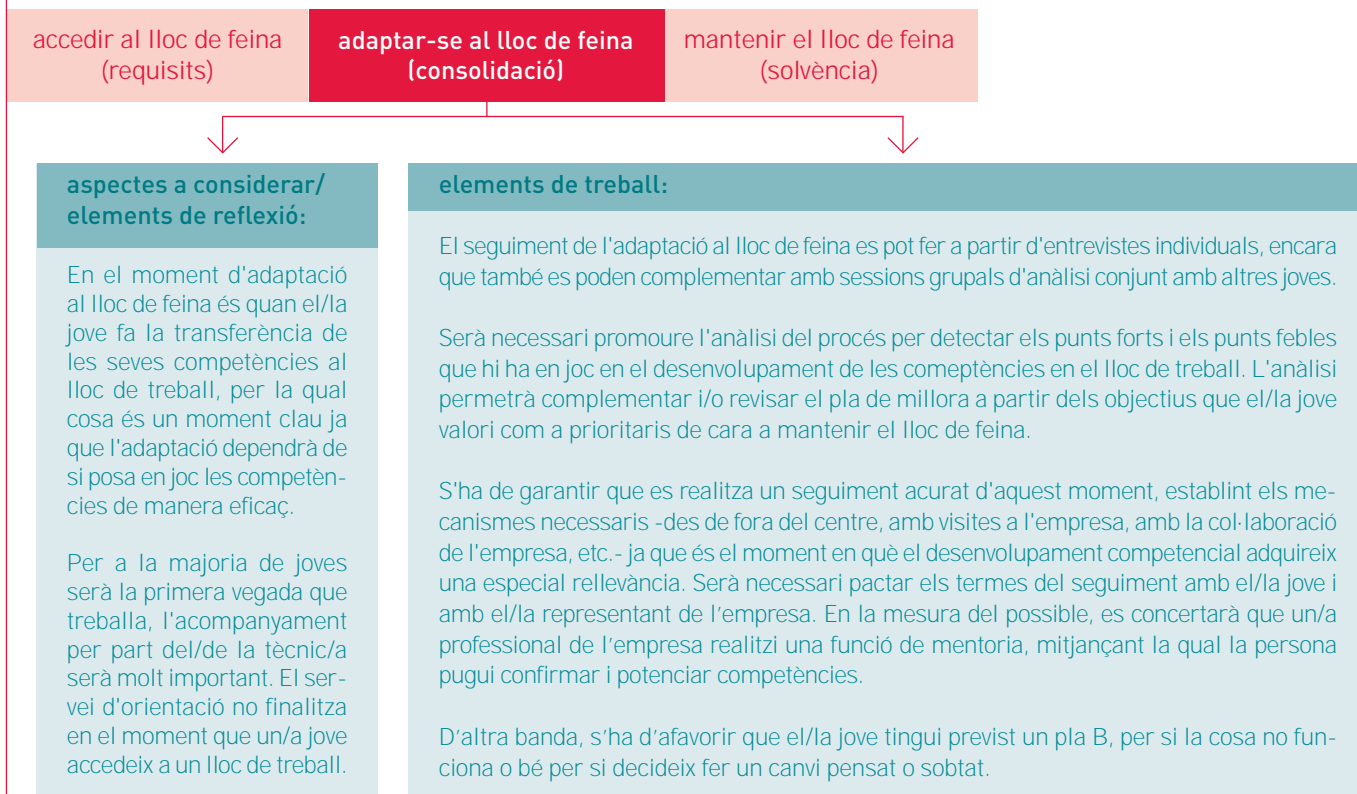 accedir al lloc de feina
(requisits)
adaptar-se al lloc de feina
(consolidació)
mantenir el lloc de feina
(solvència)
aspectes a considerar/
elements de reflexió:
En el moment d'adaptació
al lloc de feina és quan el/la
jove fa la transferència de
les seves competències al
lloc de treball, per la qual
cosa és un moment clau ja
que l'adaptació dependrà de
si posa en joc les competèn-
cies de manera eficaç.
Per a la majoria de joves
serà la primera vegada que
treballa, l'acompanyament
per part del/de la tècnic/a
serà molt important. El ser-
vei d'orientació no finalitza
en el moment que un/a jove
accedeix a un lloc de treball.
elements de treball:
El seguiment de l'adaptació al lloc de feina es pot fer a partir d'entrevistes individuals, encara
que també es poden complementar amb sessions grupals d'anàlisi conjunt amb altres joves.
Serà necessari promoure l'anàlisi del procés per detectar els punts forts i els punts febles
que hi ha en joc en el desenvolupament de les comeptències en el lloc de treball. L'anàlisi
permetrà complementar i/o revisar el pla de millora a partir dels objectius que el/la jove
valori com a prioritaris de cara a mantenir el lloc de feina.
S'ha de garantir que es realitza un seguiment acurat d'aquest moment, establint els me-
canismes necessaris -des de fora del centre, amb visites a l'empresa, amb la col·laboració
de l'empresa, etc.- ja que és el moment en què el desenvolupament competencial adquireix
una especial rellevància. Serà necessari pactar els termes del seguiment amb el/la jove i
amb el/la representant de l'empresa. En la mesura del possible, es concertarà que un/a
professional de l'empresa realitzi una funció de mentoria, mitjançant la qual la persona
pugui confirmar i potenciar competències.
D'altra banda, s'ha d'afavorir que el/la jove tingui previst un pla B, per si la cosa no fun-
ciona o bé per si decideix fer un canvi pensat o sobtat.